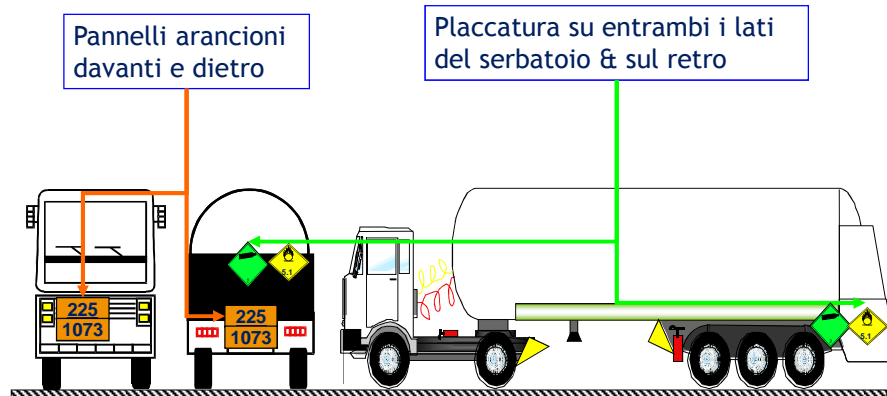 Pannelli arancioni
davanti e dietro
Placcatura su entrambi i lati
del serbatoio & sul retro
225
1073
225
1073
5.1
5.1